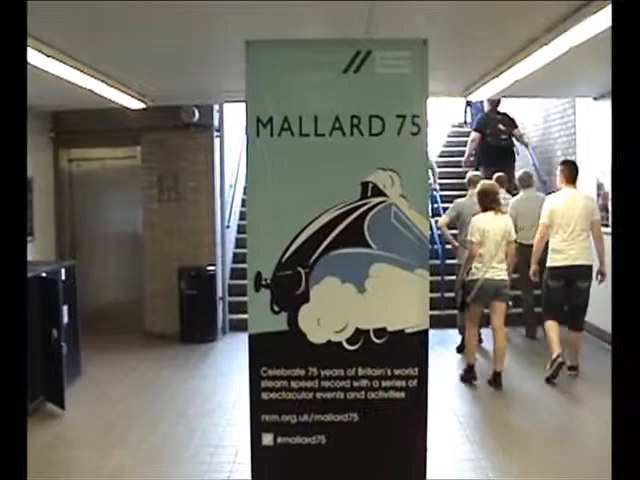 MALLARD 75
Celebrate 75 years of Britain's world
steam speed record with a series of
spectacular events and activities
nrm.org.uk/mallard75
#mallard75